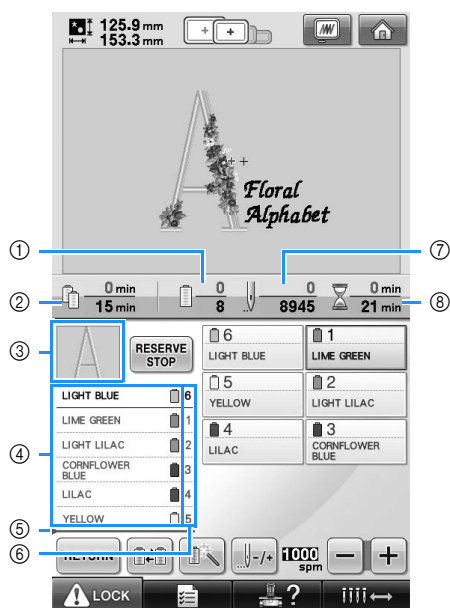 125.9 mm
153.3 mm
Floral
Alphabet
① ⑦
0 min 0 0 0 min
② 15 min 8 8945 21 min ⑧
③ RESERVE
STOP
6 1
LIGHT BLUE LIME GREEN
④ LIGHT BLUE 6
LIME GREEN 1
LIGHT LILAC 2
CORNFLOWER
BLUE 3
LILAC 4
YELLOW 5
5 2
YELLOW LIGHT LILAC
4 3
LILAC CORNFLOWER
BLUE
⑤
⑥
RETURN -/+ 1000
spm − +
LOCK ?